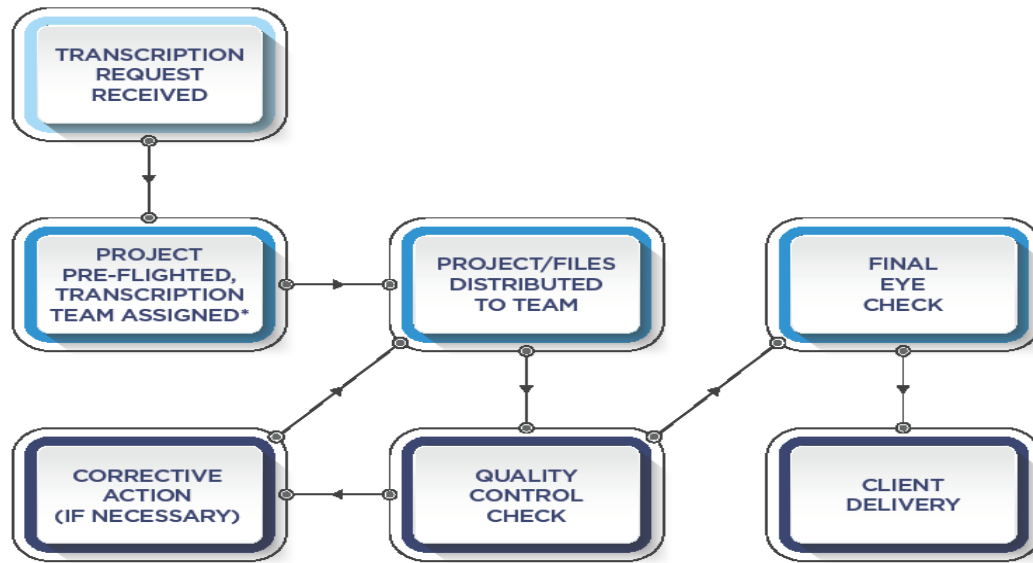 TRANSCRIPTION
REQUEST
RECEIVED
PROJECT
PRE-FLIGHTED,
TRANSCRIPTION
TEAM ASSIGNED*
PROJECT/FILES
DISTRIBUTED
TO TEAM
FINAL
EYE
CHECK
CORRECTIVE
ACTION
(IF NECESSARY)
QUALITY
CONTROL
CHECK
CLIENT
DELIVERY